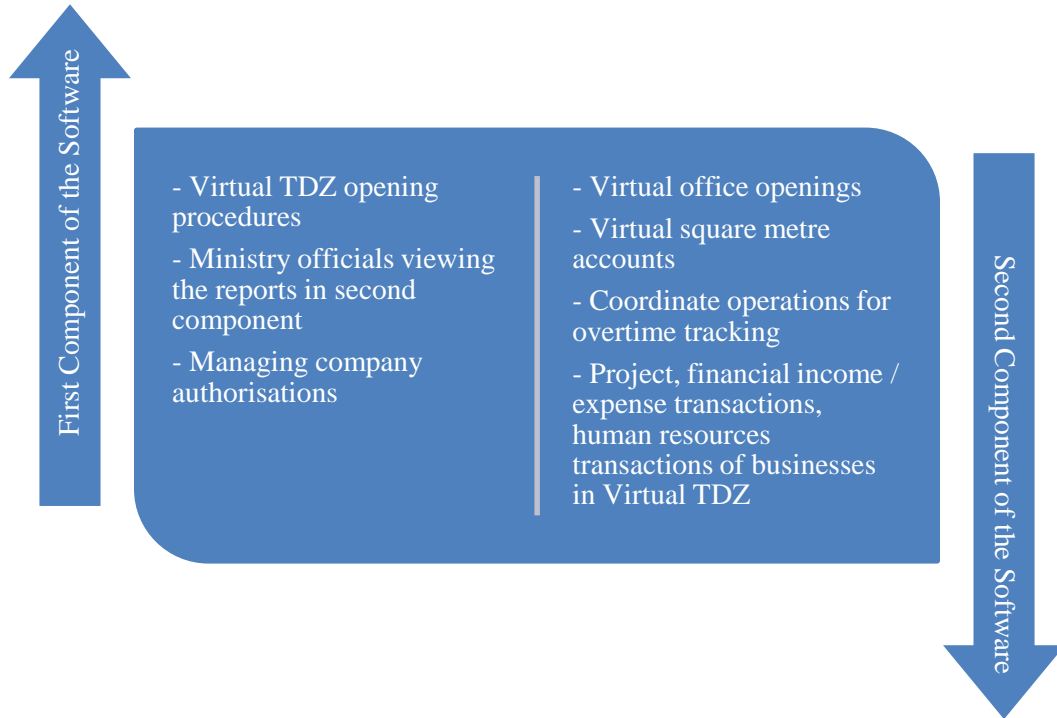 First Component of the Software
- Virtual TDZ opening
procedures
- Ministry officials viewing
the reports in second
component
- Managing company
authorisations
- Virtual office openings
- Virtual square metre
accounts
- Coordinate operations for
overtime tracking
- Project, financial income /
expense transactions,
human resources
transactions of businesses
in Virtual TDZ
Second Component of the Software